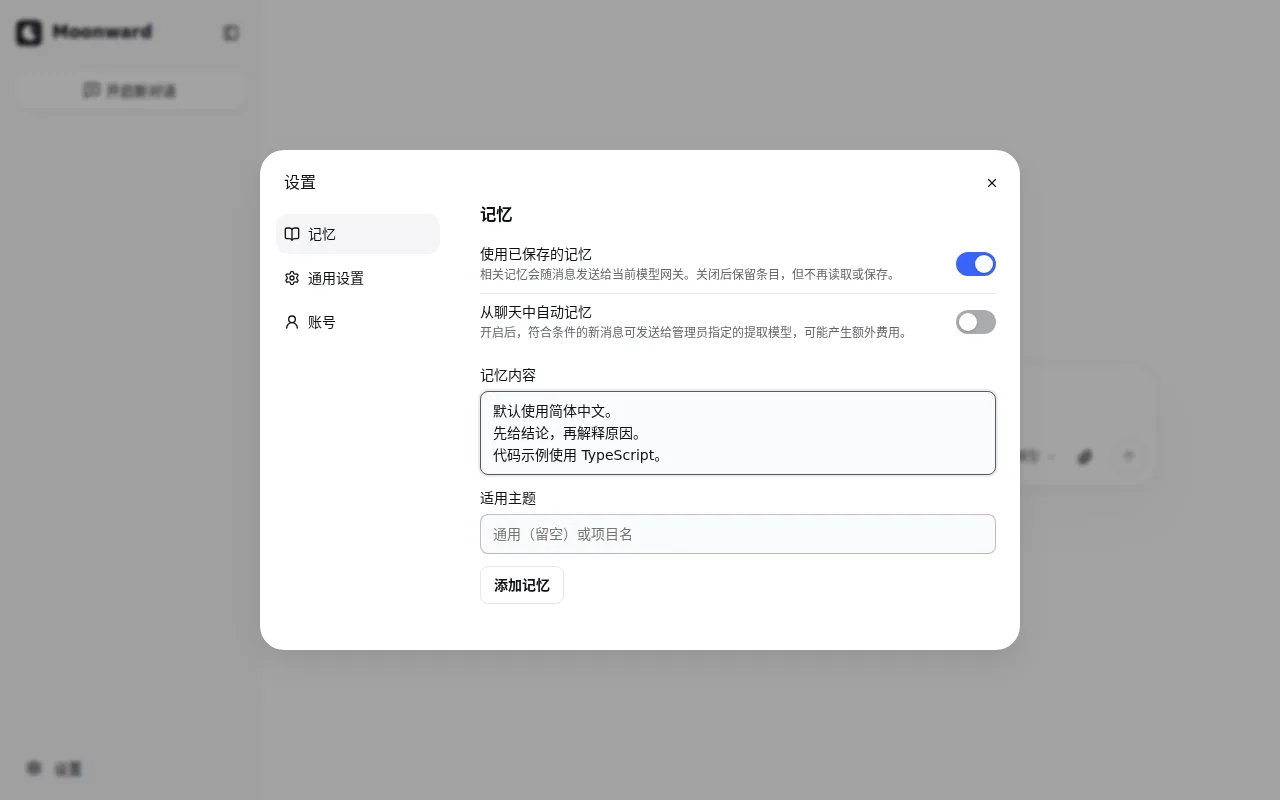 Moonward
开启新对话
设置
记忆
通用设置
账号
记忆
使用已保存的记忆
相关记忆会随消息发送给当前模型网关。关闭后保留条目，但不再读取或保存。
从聊天中自动记忆
开启后，符合条件的新消息可发送给管理员指定的提取模型，可能产生额外费用。
记忆内容
默认使用简体中文。
先给结论，再解释原因。
代码示例使用 TypeScript。
适用主题
通用（留空）或项目名
添加记忆
设置